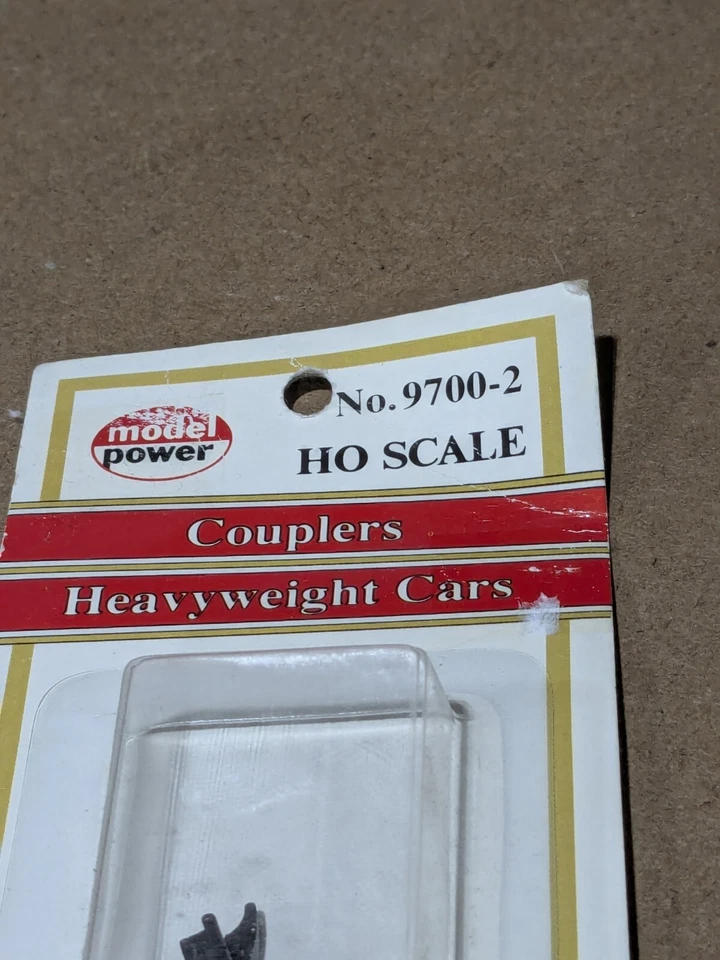 No. 9700-2
model
power
HO SCALE
Couplers
Heavyweight Cars